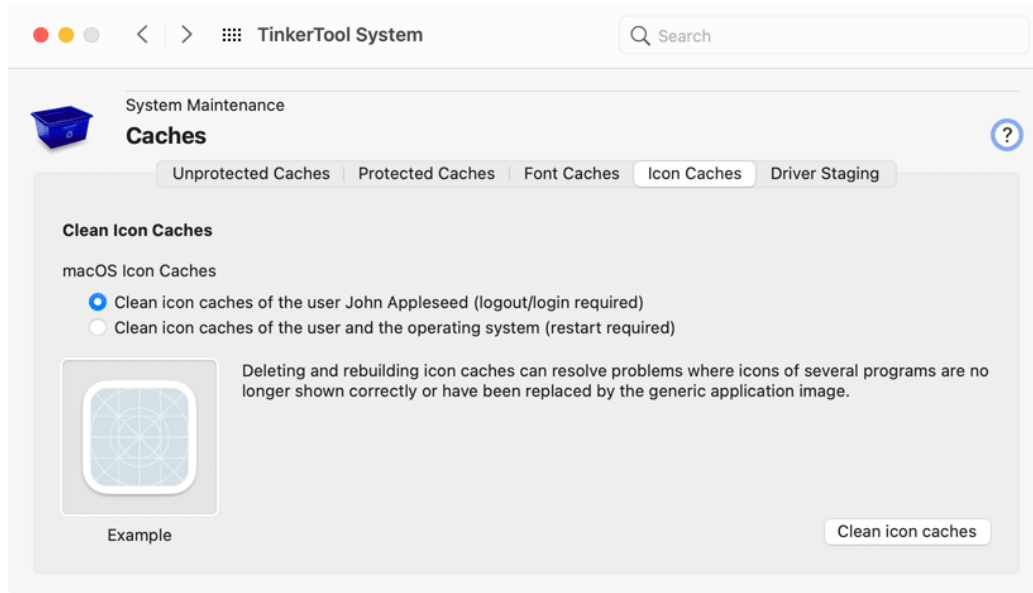 TinkerTool System
Search
System Maintenance
Caches
?
Unprotected Caches
Protected Caches
Font Caches
Icon Caches
Driver Staging
Clean Icon Caches
macOS Icon Caches
Clean icon caches of the user John Appleseed (logout/login required)
Clean icon caches of the user and the operating system (restart required)
Deleting and rebuilding icon caches can resolve problems where icons of several programs are no
longer shown correctly or have been replaced by the generic application image.
Example
Clean icon caches